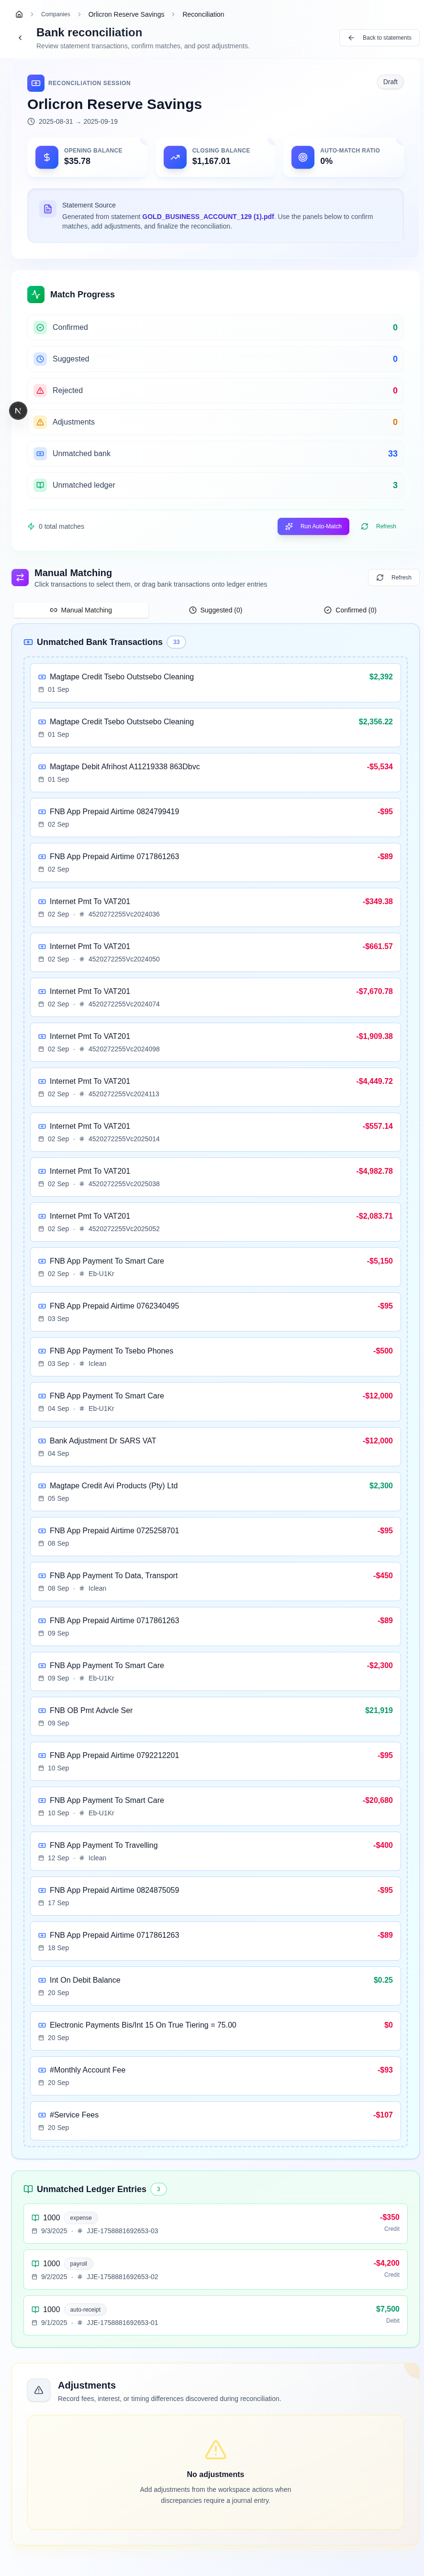 Companies > Orlicron Reserve Savings > Reconciliation
Bank reconciliation
Review statement transactions, confirm matches, and post adjustments.
Back to statements
RECONCILIATION SESSION
Draft
Orlicron Reserve Savings
2025-08-31 → 2025-09-19
OPENING BALANCE
$35.78
CLOSING BALANCE
$1,167.01
AUTO-MATCH RATIO
0%
Statement Source
Generated from statement GOLD_BUSINESS_ACCOUNT_129 (1).pdf. Use the panels below to confirm
matches, add adjustments, and finalize the reconciliation.
Match Progress
Confirmed 0
Suggested 0
Rejected 0
N
Adjustments 0
Unmatched bank 33
Unmatched ledger 3
0 total matches
Run Auto-Match
Refresh
Manual Matching
Click transactions to select them, or drag bank transactions onto ledger entries
Refresh
Manual Matching
Suggested (0)
Confirmed (0)
Unmatched Bank Transactions 33
Magtape Credit Tsebo Outstsebo Cleaning $2,392
01 Sep
Magtape Credit Tsebo Outstsebo Cleaning $2,356.22
01 Sep
Magtape Debit Afrihost A11219338 863Dbvc -$5,534
01 Sep
FNB App Prepaid Airtime 0824799419 -$95
02 Sep
FNB App Prepaid Airtime 0717861263 -$89
02 Sep
Internet Pmt To VAT201 -$349.38
02 Sep · # 4520272255Vc2024036
Internet Pmt To VAT201 -$661.57
02 Sep · # 4520272255Vc2024050
Internet Pmt To VAT201 -$7,670.78
02 Sep · # 4520272255Vc2024074
Internet Pmt To VAT201 -$1,909.38
02 Sep · # 4520272255Vc2024098
Internet Pmt To VAT201 -$4,449.72
02 Sep · # 4520272255Vc2024113
Internet Pmt To VAT201 -$557.14
02 Sep · # 4520272255Vc2025014
Internet Pmt To VAT201 -$4,982.78
02 Sep · # 4520272255Vc2025038
Internet Pmt To VAT201 -$2,083.71
02 Sep · # 4520272255Vc2025052
FNB App Payment To Smart Care -$5,150
02 Sep · # Eb-U1Kr
FNB App Prepaid Airtime 0762340495 -$95
03 Sep
FNB App Payment To Tsebo Phones -$500
03 Sep · # Iclean
FNB App Payment To Smart Care -$12,000
04 Sep · # Eb-U1Kr
Bank Adjustment Dr SARS VAT -$12,000
04 Sep
Magtape Credit Avi Products (Pty) Ltd $2,300
05 Sep
FNB App Prepaid Airtime 0725258701 -$95
08 Sep
FNB App Payment To Data, Transport -$450
08 Sep · # Iclean
FNB App Prepaid Airtime 0717861263 -$89
09 Sep
FNB App Payment To Smart Care -$2,300
09 Sep · # Eb-U1Kr
FNB OB Pmt Advcle Ser $21,919
09 Sep
FNB App Prepaid Airtime 0792212201 -$95
10 Sep
FNB App Payment To Smart Care -$20,680
10 Sep · # Eb-U1Kr
FNB App Payment To Travelling -$400
12 Sep · # Iclean
FNB App Prepaid Airtime 0824875059 -$95
17 Sep
FNB App Prepaid Airtime 0717861263 -$89
18 Sep
Int On Debit Balance $0.25
20 Sep
Electronic Payments Bis/Int 15 On True Tiering = 75.00 $0
20 Sep
#Monthly Account Fee -$93
20 Sep
#Service Fees -$107
20 Sep
Unmatched Ledger Entries 3
1000 expense -$350
9/3/2025 · # JJE-1758881692653-03 Credit
1000 payroll -$4,200
9/2/2025 · # JJE-1758881692653-02 Credit
1000 auto-receipt $7,500
9/1/2025 · # JJE-1758881692653-01 Debit
Adjustments
Record fees, interest, or timing differences discovered during reconciliation.
No adjustments
Add adjustments from the workspace actions when
discrepancies require a journal entry.